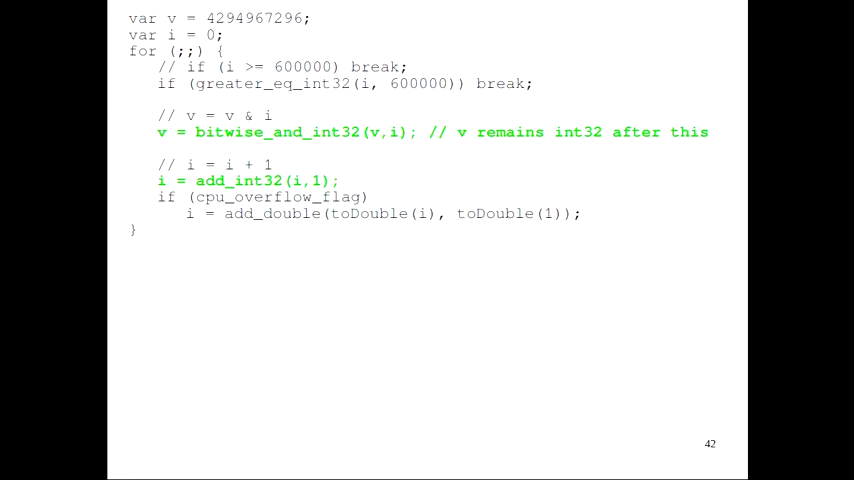 var v = 4294967296;
var i = 0;
for (;;) {
   // if (i >= 600000) break;
   if (greater_eq_int32(i, 600000)) break;
   // v = v & i
   v = bitwise_and_int32(v,i); // v remains int32 after this
   // i = i + 1
   i = add_int32(i,1);
   if (cpu_overflow_flag)
      i = add_double(toDouble(i), toDouble(1));
}
42